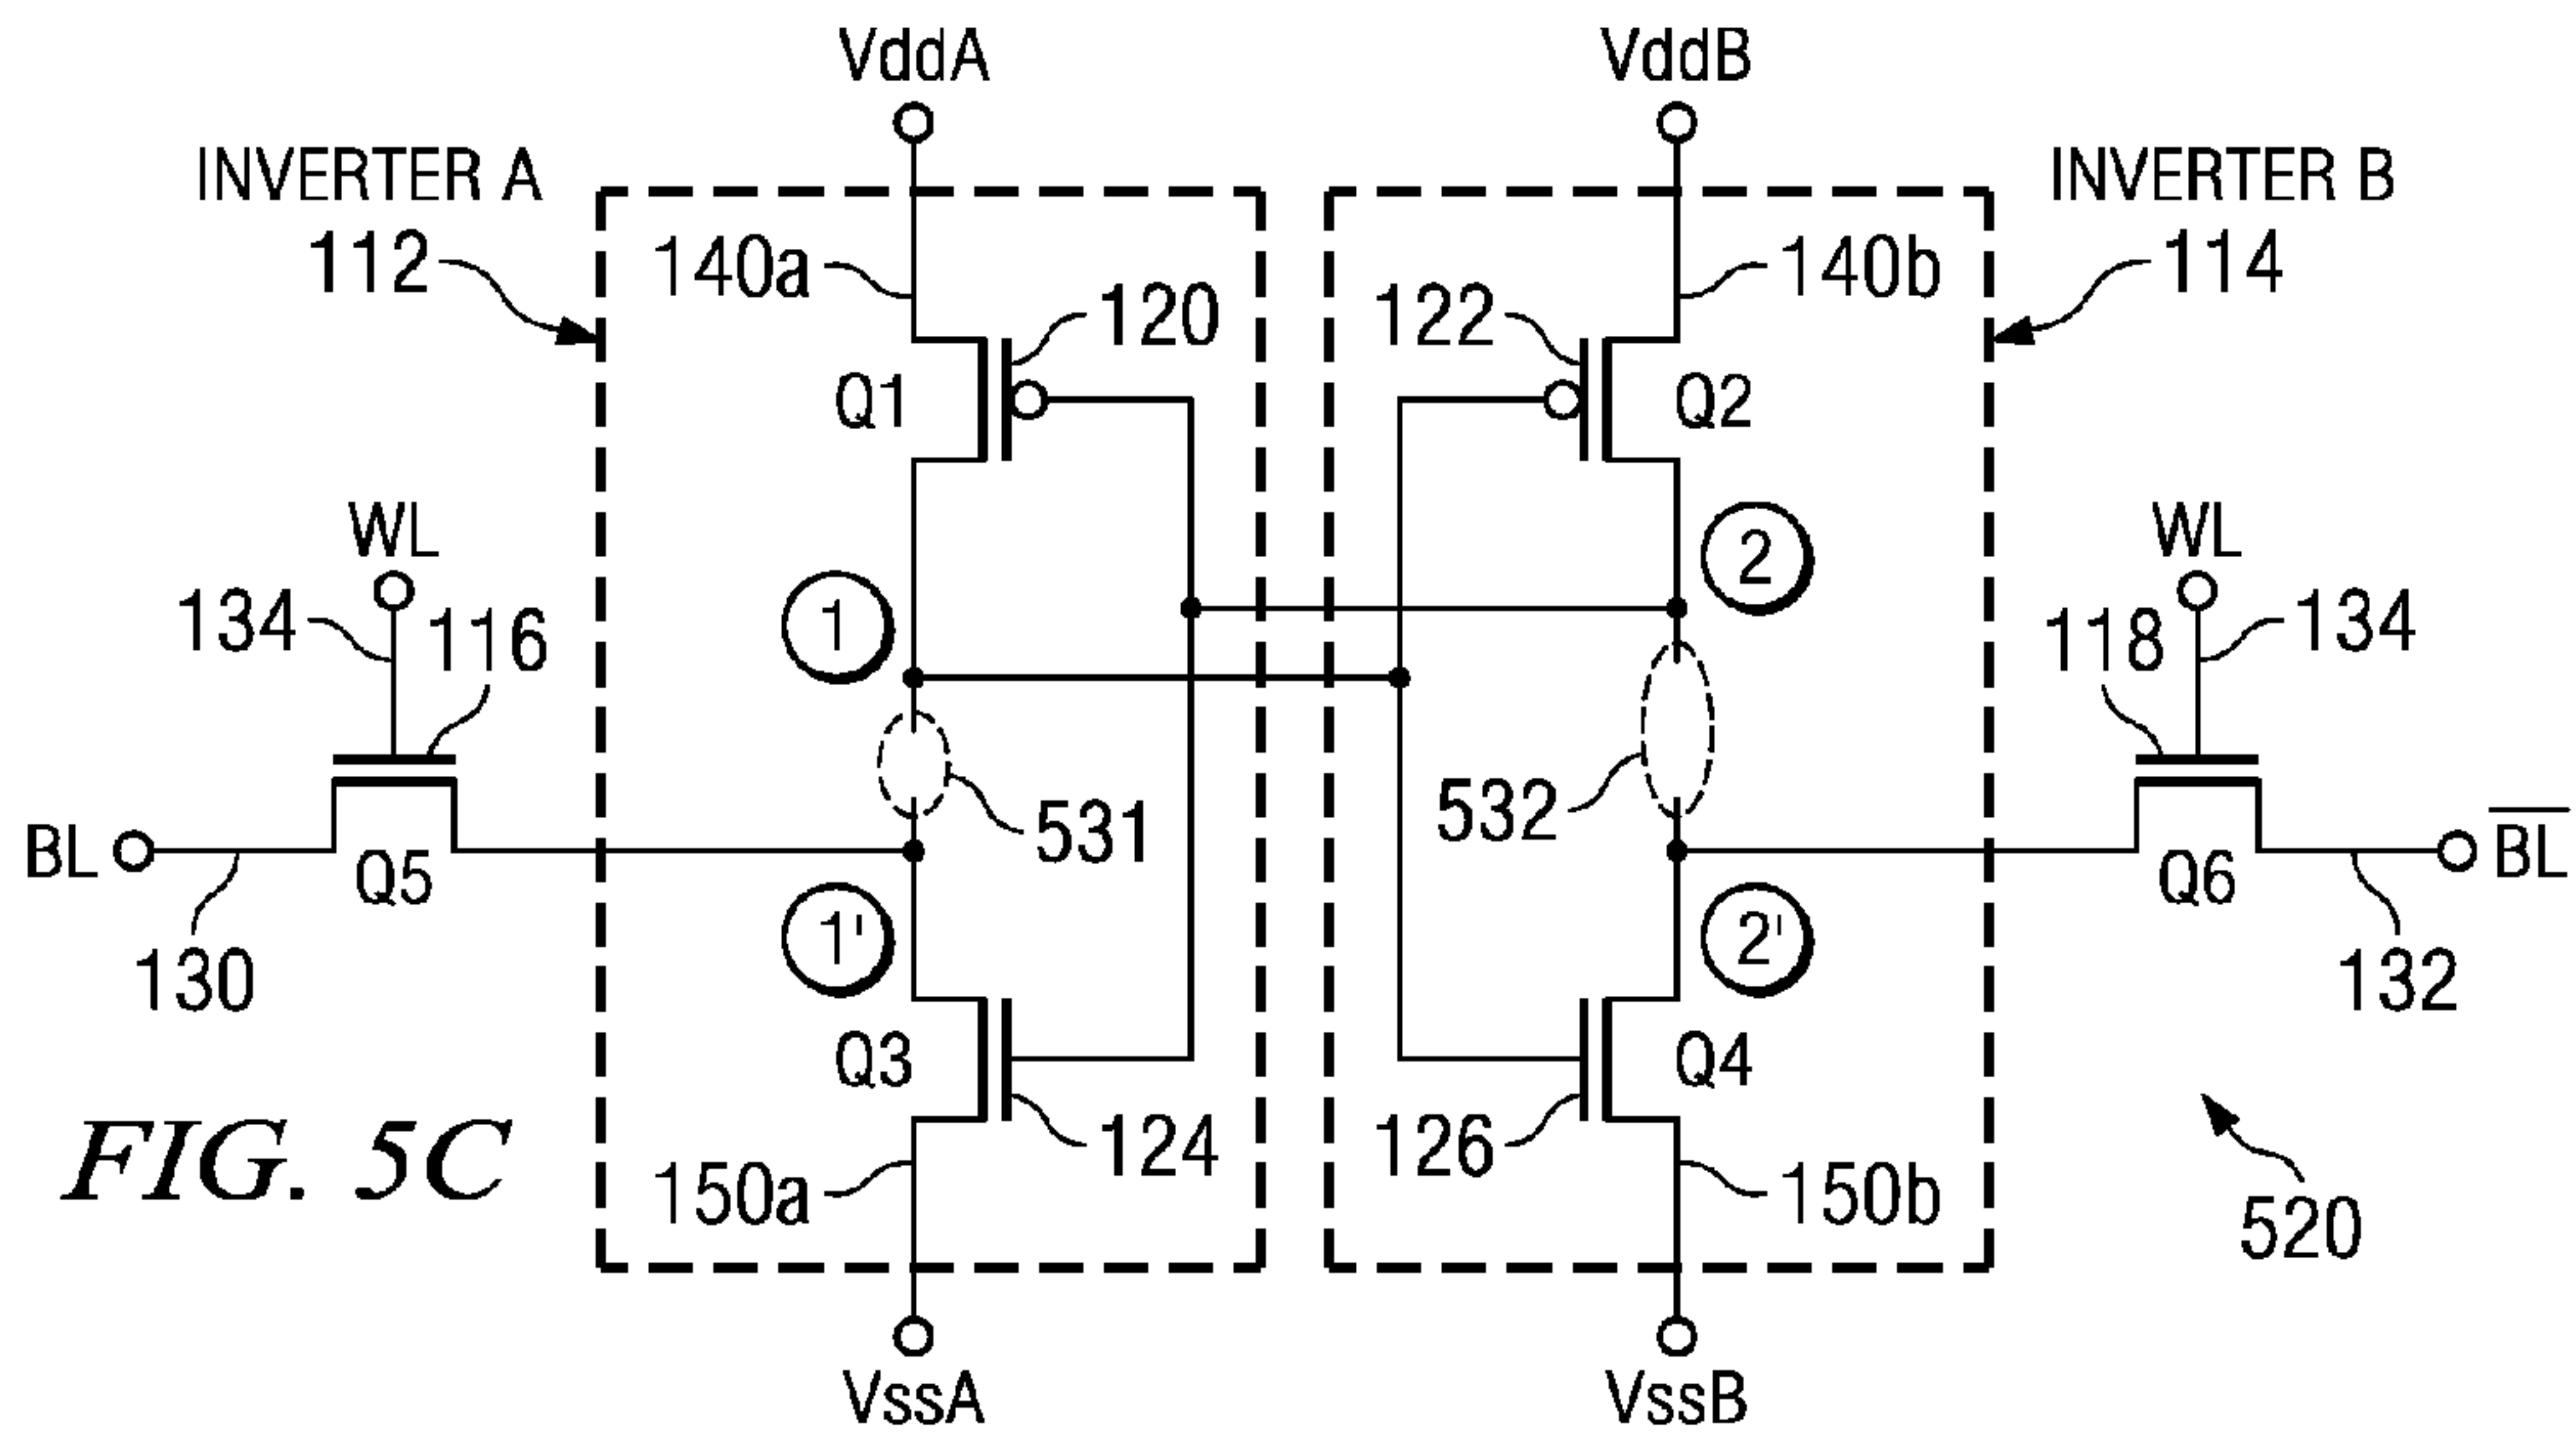 VddA
VddB
INVERTER A
INVERTER B
112
140a
120
122
140b
114
Q1
Q2
WL
2
WL
134
116
1
118
134
531
532
BL
Q5
Q6
B̅L̅
130
1'
2'
132
Q3
Q4
FIG. 5C
124
126
150a
150b
520
VssA
VssB